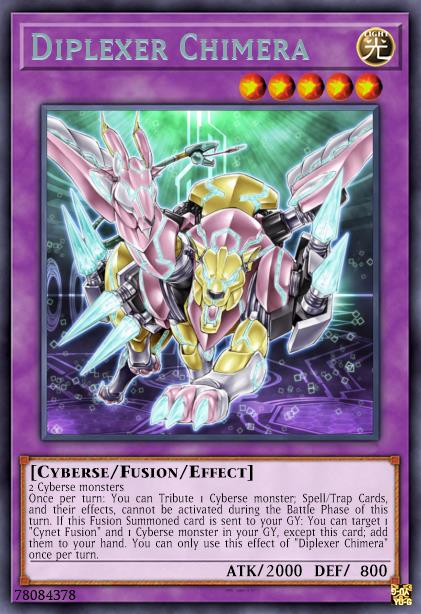 Diplexer Chimera
LIGHT
光
[Cyberse/Fusion/Effect]
2 Cyberse monsters
Once per turn: You can Tribute 1 Cyberse monster; Spell/Trap Cards,
and their effects, cannot be activated during the Battle Phase of this
turn. If this Fusion Summoned card is sent to your GY: You can target 1
"Cynet Fusion" and 1 Cyberse monster in your GY, except this card; add
them to your hand. You can only use this effect of "Diplexer Chimera"
once per turn.
ATK/2000 DEF/ 800
78084378